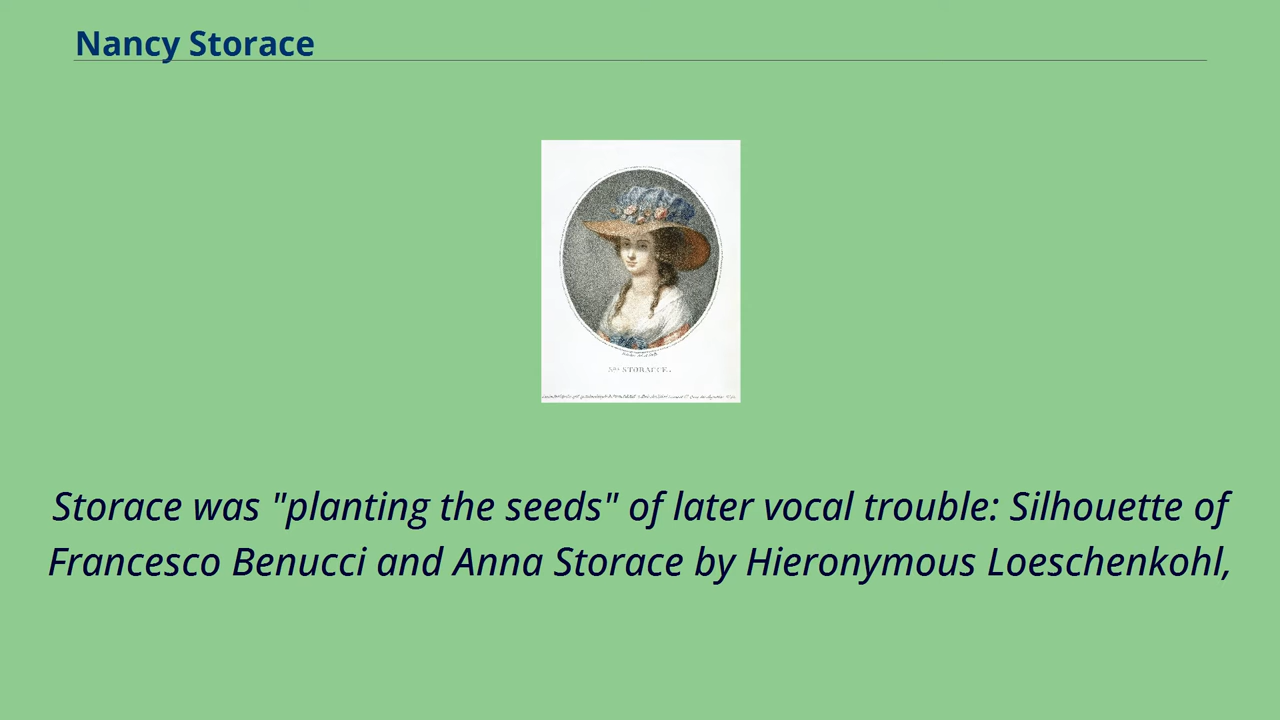 Nancy Storace
STORACCE.
Storace was "planting the seeds" of later vocal trouble: Silhouette of
Francesco Benucci and Anna Storace by Hieronymous Loeschenkohl,